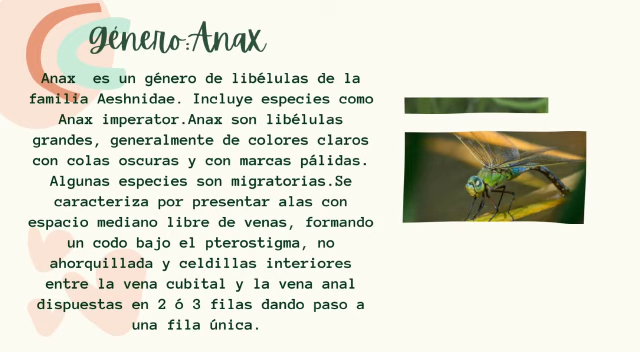 género:Anax
Anax es un género de libélulas de la
familia Aeshnidae. Incluye especies como
Anax imperator.Anax son libélulas
grandes, generalmente de colores claros
con colas oscuras y con marcas pálidas.
Algunas especies son migratorias.Se
caracteriza por presentar alas con
espacio mediano libre de venas, formando
un codo bajo el pterostigma, no
ahorquillada y celdillas interiores
entre la vena cubital y la vena anal
dispuestas en 2 ó 3 filas dando paso a
una fila única.